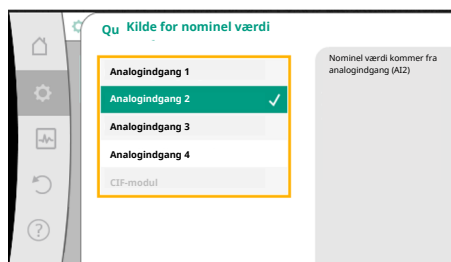 Qu Kilde for nominel værdi
Analogindgang 1
Analogindgang 2
Analogindgang 3
Analogindgang 4
CIF-modul
Nominel værdi kommer fra
analogindgang (AI2)
?